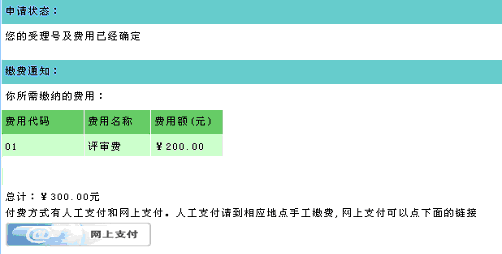 申请状态：
您的受理号及费用已经确定
缴费通知：
你所需缴纳的费用：
费用代码 费用名称 费用额(元)
01 评审费 ￥200.00
总计：￥300.00元
付费方式有人工支付和网上支付。人工支付请到相应地点手工缴费,网上支付可以点下面的链接
网上支付